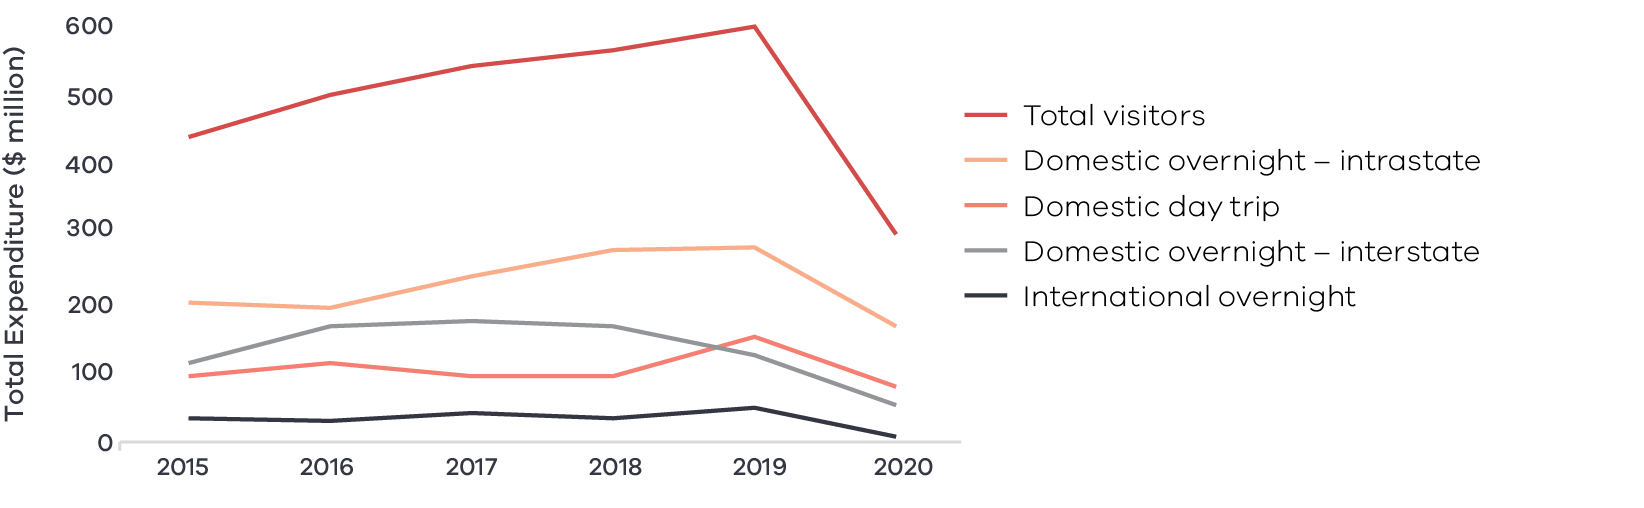 Total Expenditure ($ million)
600
500
400
300
200
100
0
2015 2016 2017 2018 2019 2020
Total visitors
Domestic overnight – intrastate
Domestic day trip
Domestic overnight – interstate
International overnight